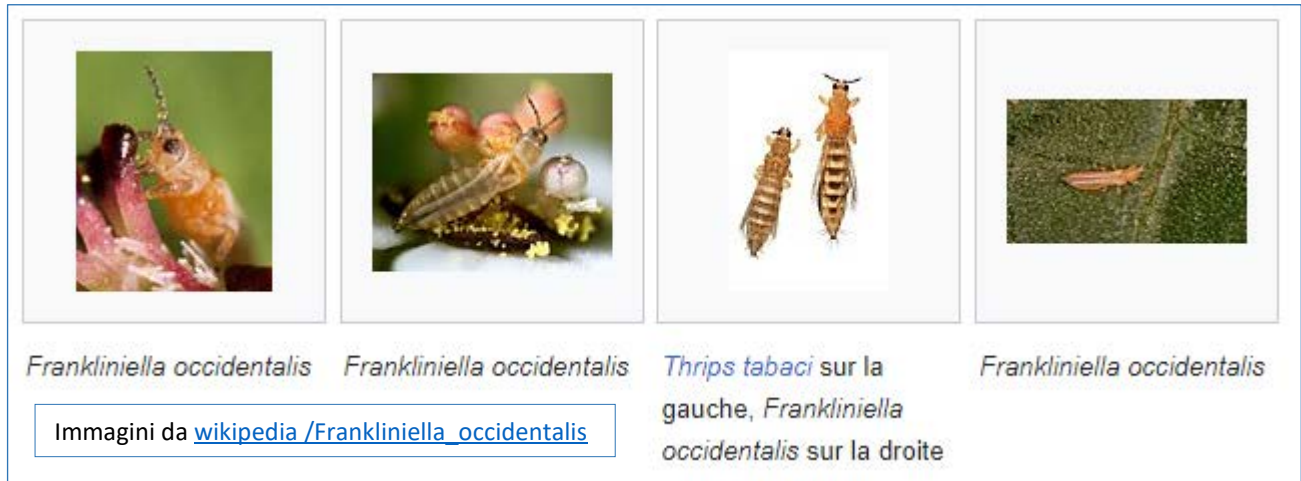 Frankliniella occidentalis
Frankliniella occidentalis
Thrips tabaci sur la
gauche, Frankliniella
occidentalis sur la droite
Frankliniella occidentalis
Immagini da wikipedia /Frankliniella_occidentalis